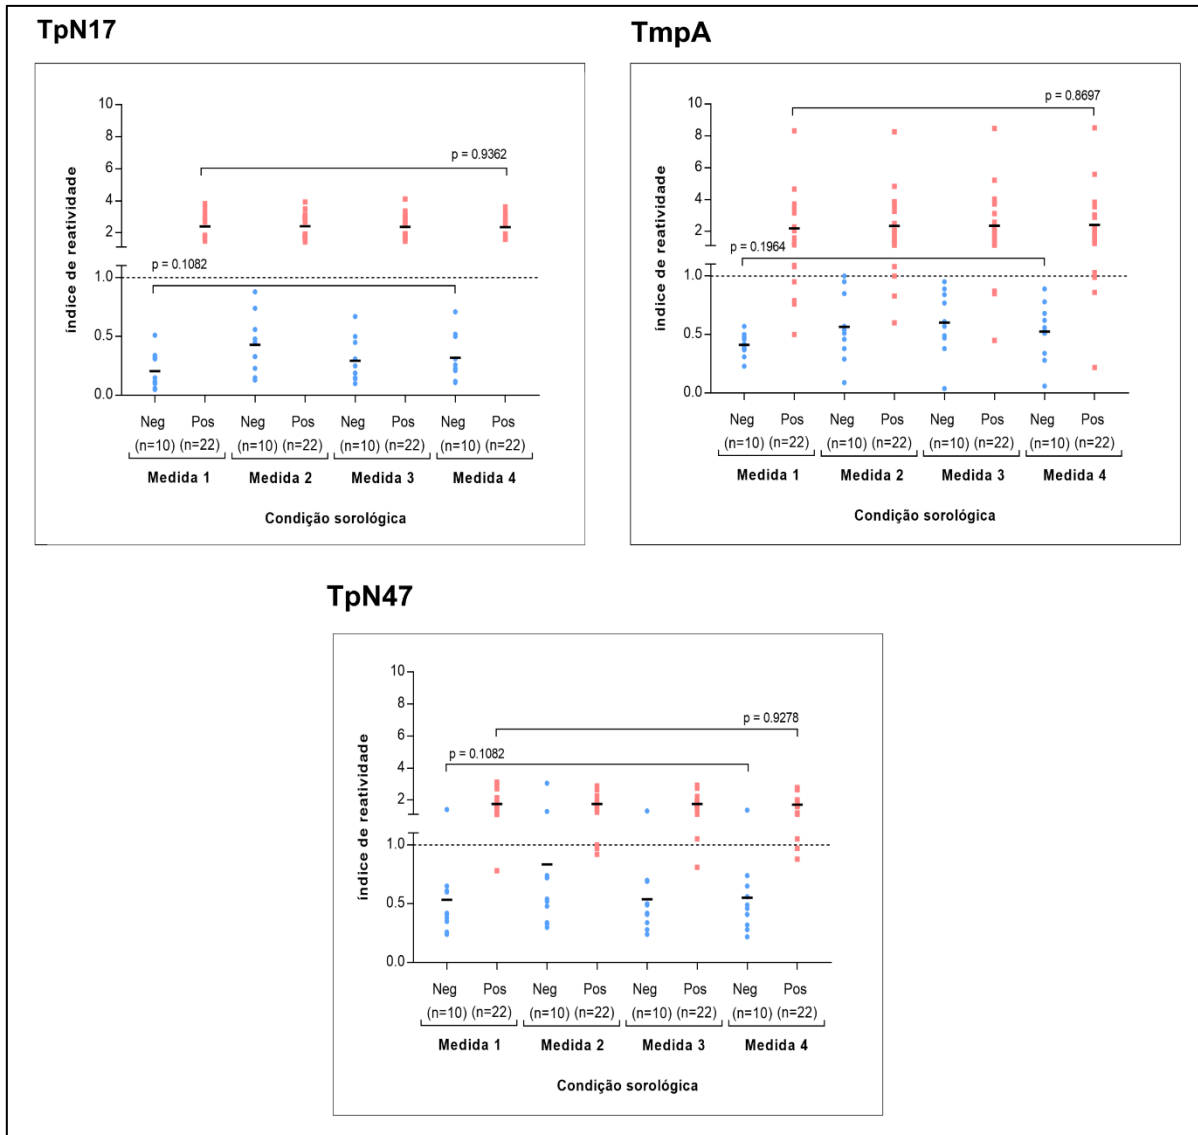 TpN17
índice de reatividade
10
8
6
4
2
1.0
0.5
0.0
p = 0.9362
p = 0.1082
Neg Pos Neg Pos Neg Pos Neg Pos
(n=10) (n=22) (n=10) (n=22) (n=10) (n=22) (n=10) (n=22)
Medida 1 Medida 2 Medida 3 Medida 4
Condição sorológica
TmpA
índice de reatividade
10
8
6
4
2
1.0
0.5
0.0
p = 0.8697
p = 0.1964
Neg Pos Neg Pos Neg Pos Neg Pos
(n=10) (n=22) (n=10) (n=22) (n=10) (n=22) (n=10) (n=22)
Medida 1 Medida 2 Medida 3 Medida 4
Condição sorológica
TpN47
índice de reatividade
10
8
6
4
2
1.0
0.5
0.0
p = 0.9278
p = 0.1082
Neg Pos Neg Pos Neg Pos Neg Pos
(n=10) (n=22) (n=10) (n=22) (n=10) (n=22) (n=10) (n=22)
Medida 1 Medida 2 Medida 3 Medida 4
Condição sorológica